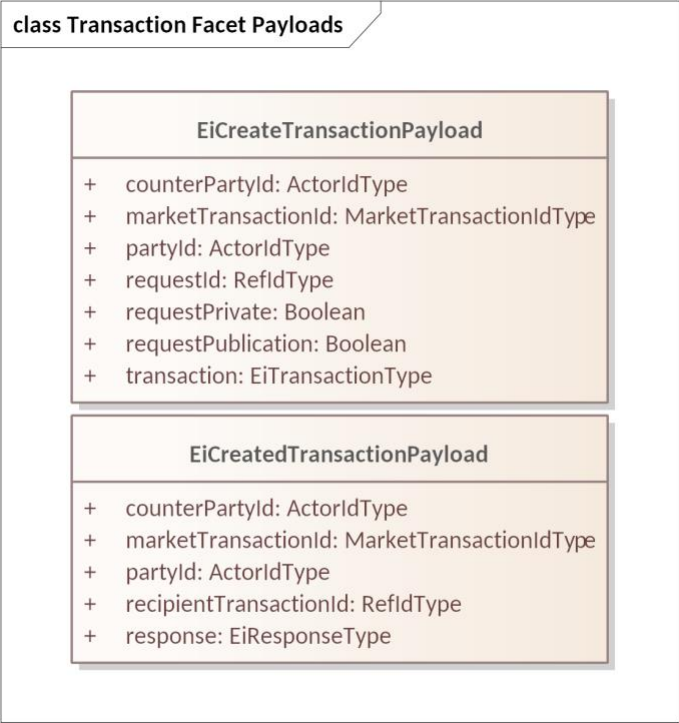 class Transaction Facet Payloads
EiCreateTransactionPayload
+ counterPartyId: ActorIdType
+ marketTransactionId: MarketTransactionIdType
+ partyId: ActorIdType
+ requestId: RefIdType
+ requestPrivate: Boolean
+ requestPublication: Boolean
+ transaction: EiTransactionType
EiCreatedTransactionPayload
+ counterPartyId: ActorIdType
+ marketTransactionId: MarketTransactionIdType
+ partyId: ActorIdType
+ recipientTransactionId: RefIdType
+ response: EiResponseType